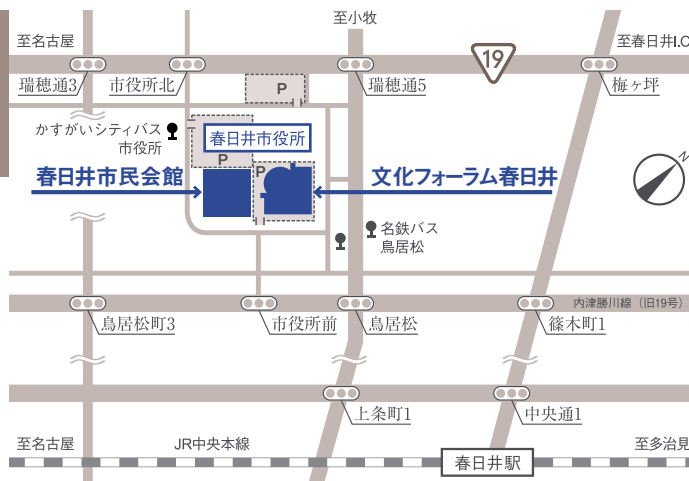 至小牧
至名古屋
19
至春日井I.C
瑞穂通3
市役所北
P
瑞穂通5
梅ヶ坪
かすがいシティバス
市役所
春日井市役所
P
P
春日井市民会館
文化フォーラム春日井
N
名鉄バス
鳥居松
内津勝川線（旧19号）
鳥居松町3
市役所前
鳥居松
篠木町1
上条町1
中央通1
至名古屋
JR中央本線
春日井駅
至多治見